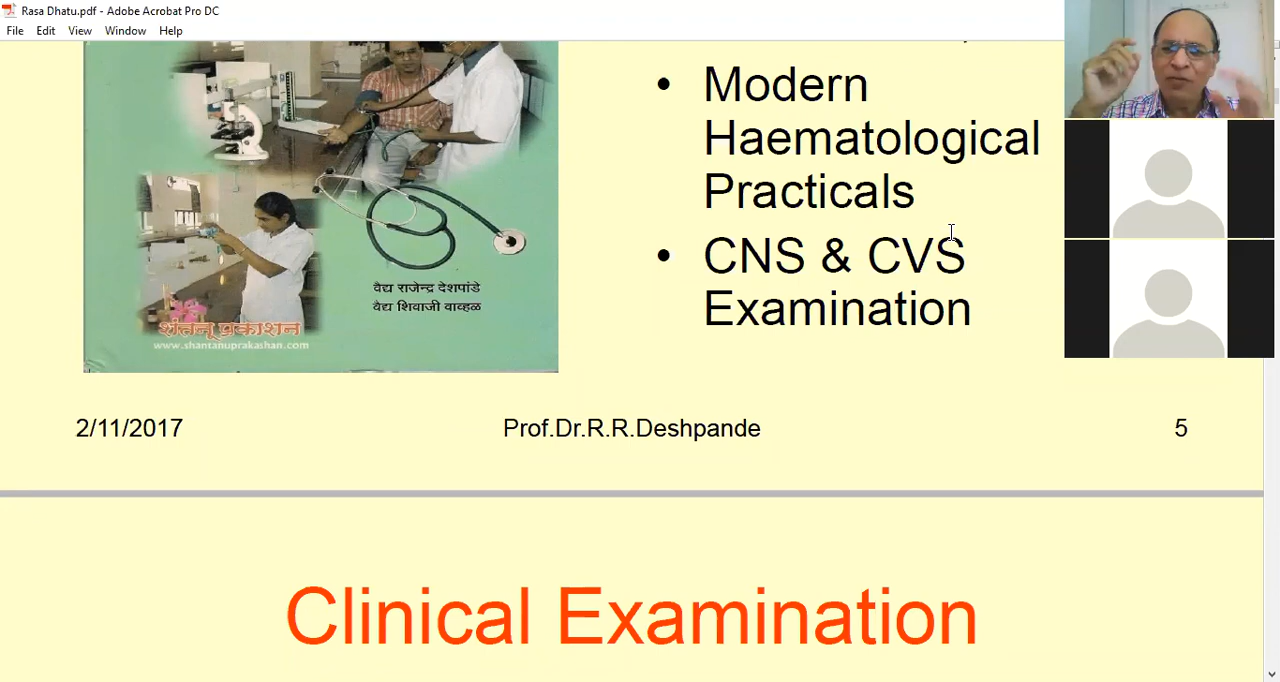 Rasa Dhatu.pdf - Adobe Acrobat Pro DC
File Edit View Window Help
• Modern
Haematological
Practicals
• CNS & CVS
Examination
वैद्य राजेन्द्र देशपांडे
वैद्य शिवाजी वाव्हळ
शंतनू प्रकाशन
www.shantanuprakashan.com
2/11/2017 Prof.Dr.R.R.Deshpande 5
Clinical Examination